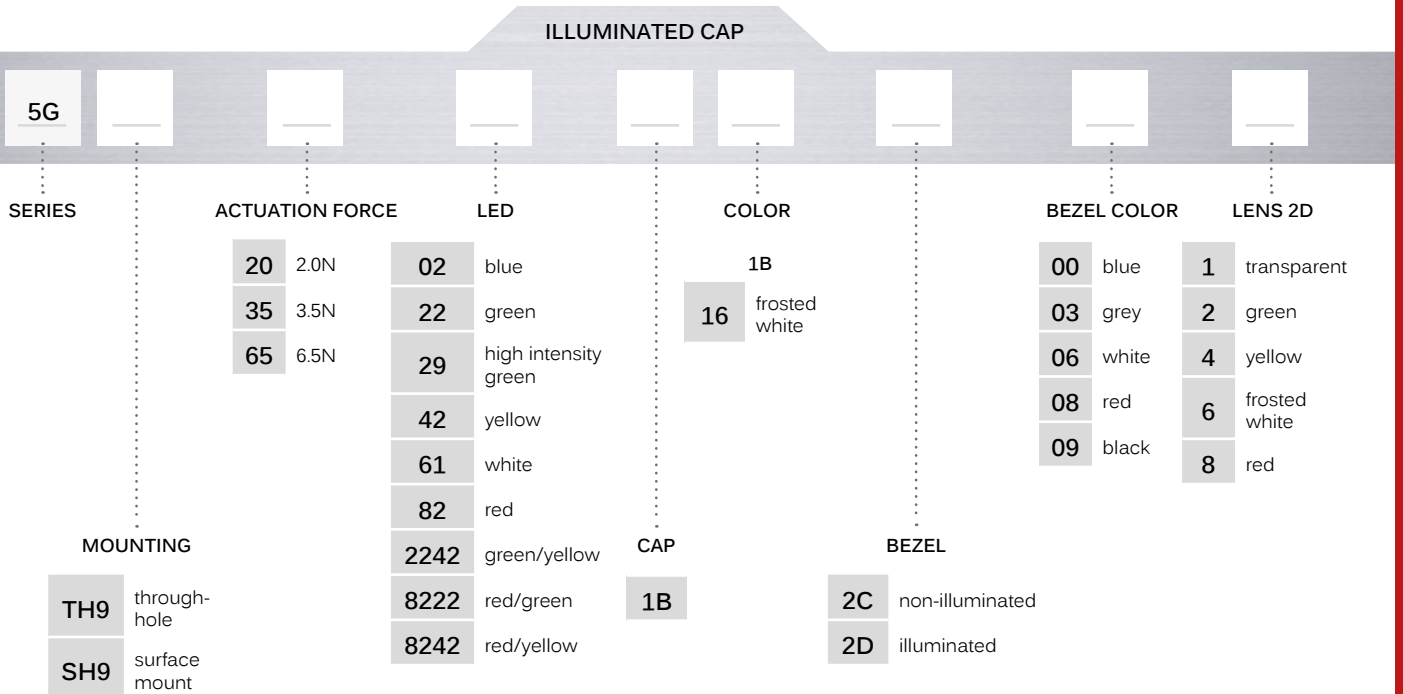 ILLUMINATED CAP
5G
SERIES
ACTUATION FORCE
20 2.0N
35 3.5N
65 6.5N
LED
02 blue
22 green
29 high intensity
green
42 yellow
61 white
82 red
2242 green/yellow
8222 red/green
8242 red/yellow
COLOR
1B
16 frosted
white
BEZEL COLOR
00 blue
03 grey
06 white
08 red
09 black
LENS 2D
1 transparent
2 green
4 yellow
6 frosted
white
8 red
MOUNTING
TH9 through-
hole
SH9 surface
mount
CAP
1B
BEZEL
2C non-illuminated
2D illuminated